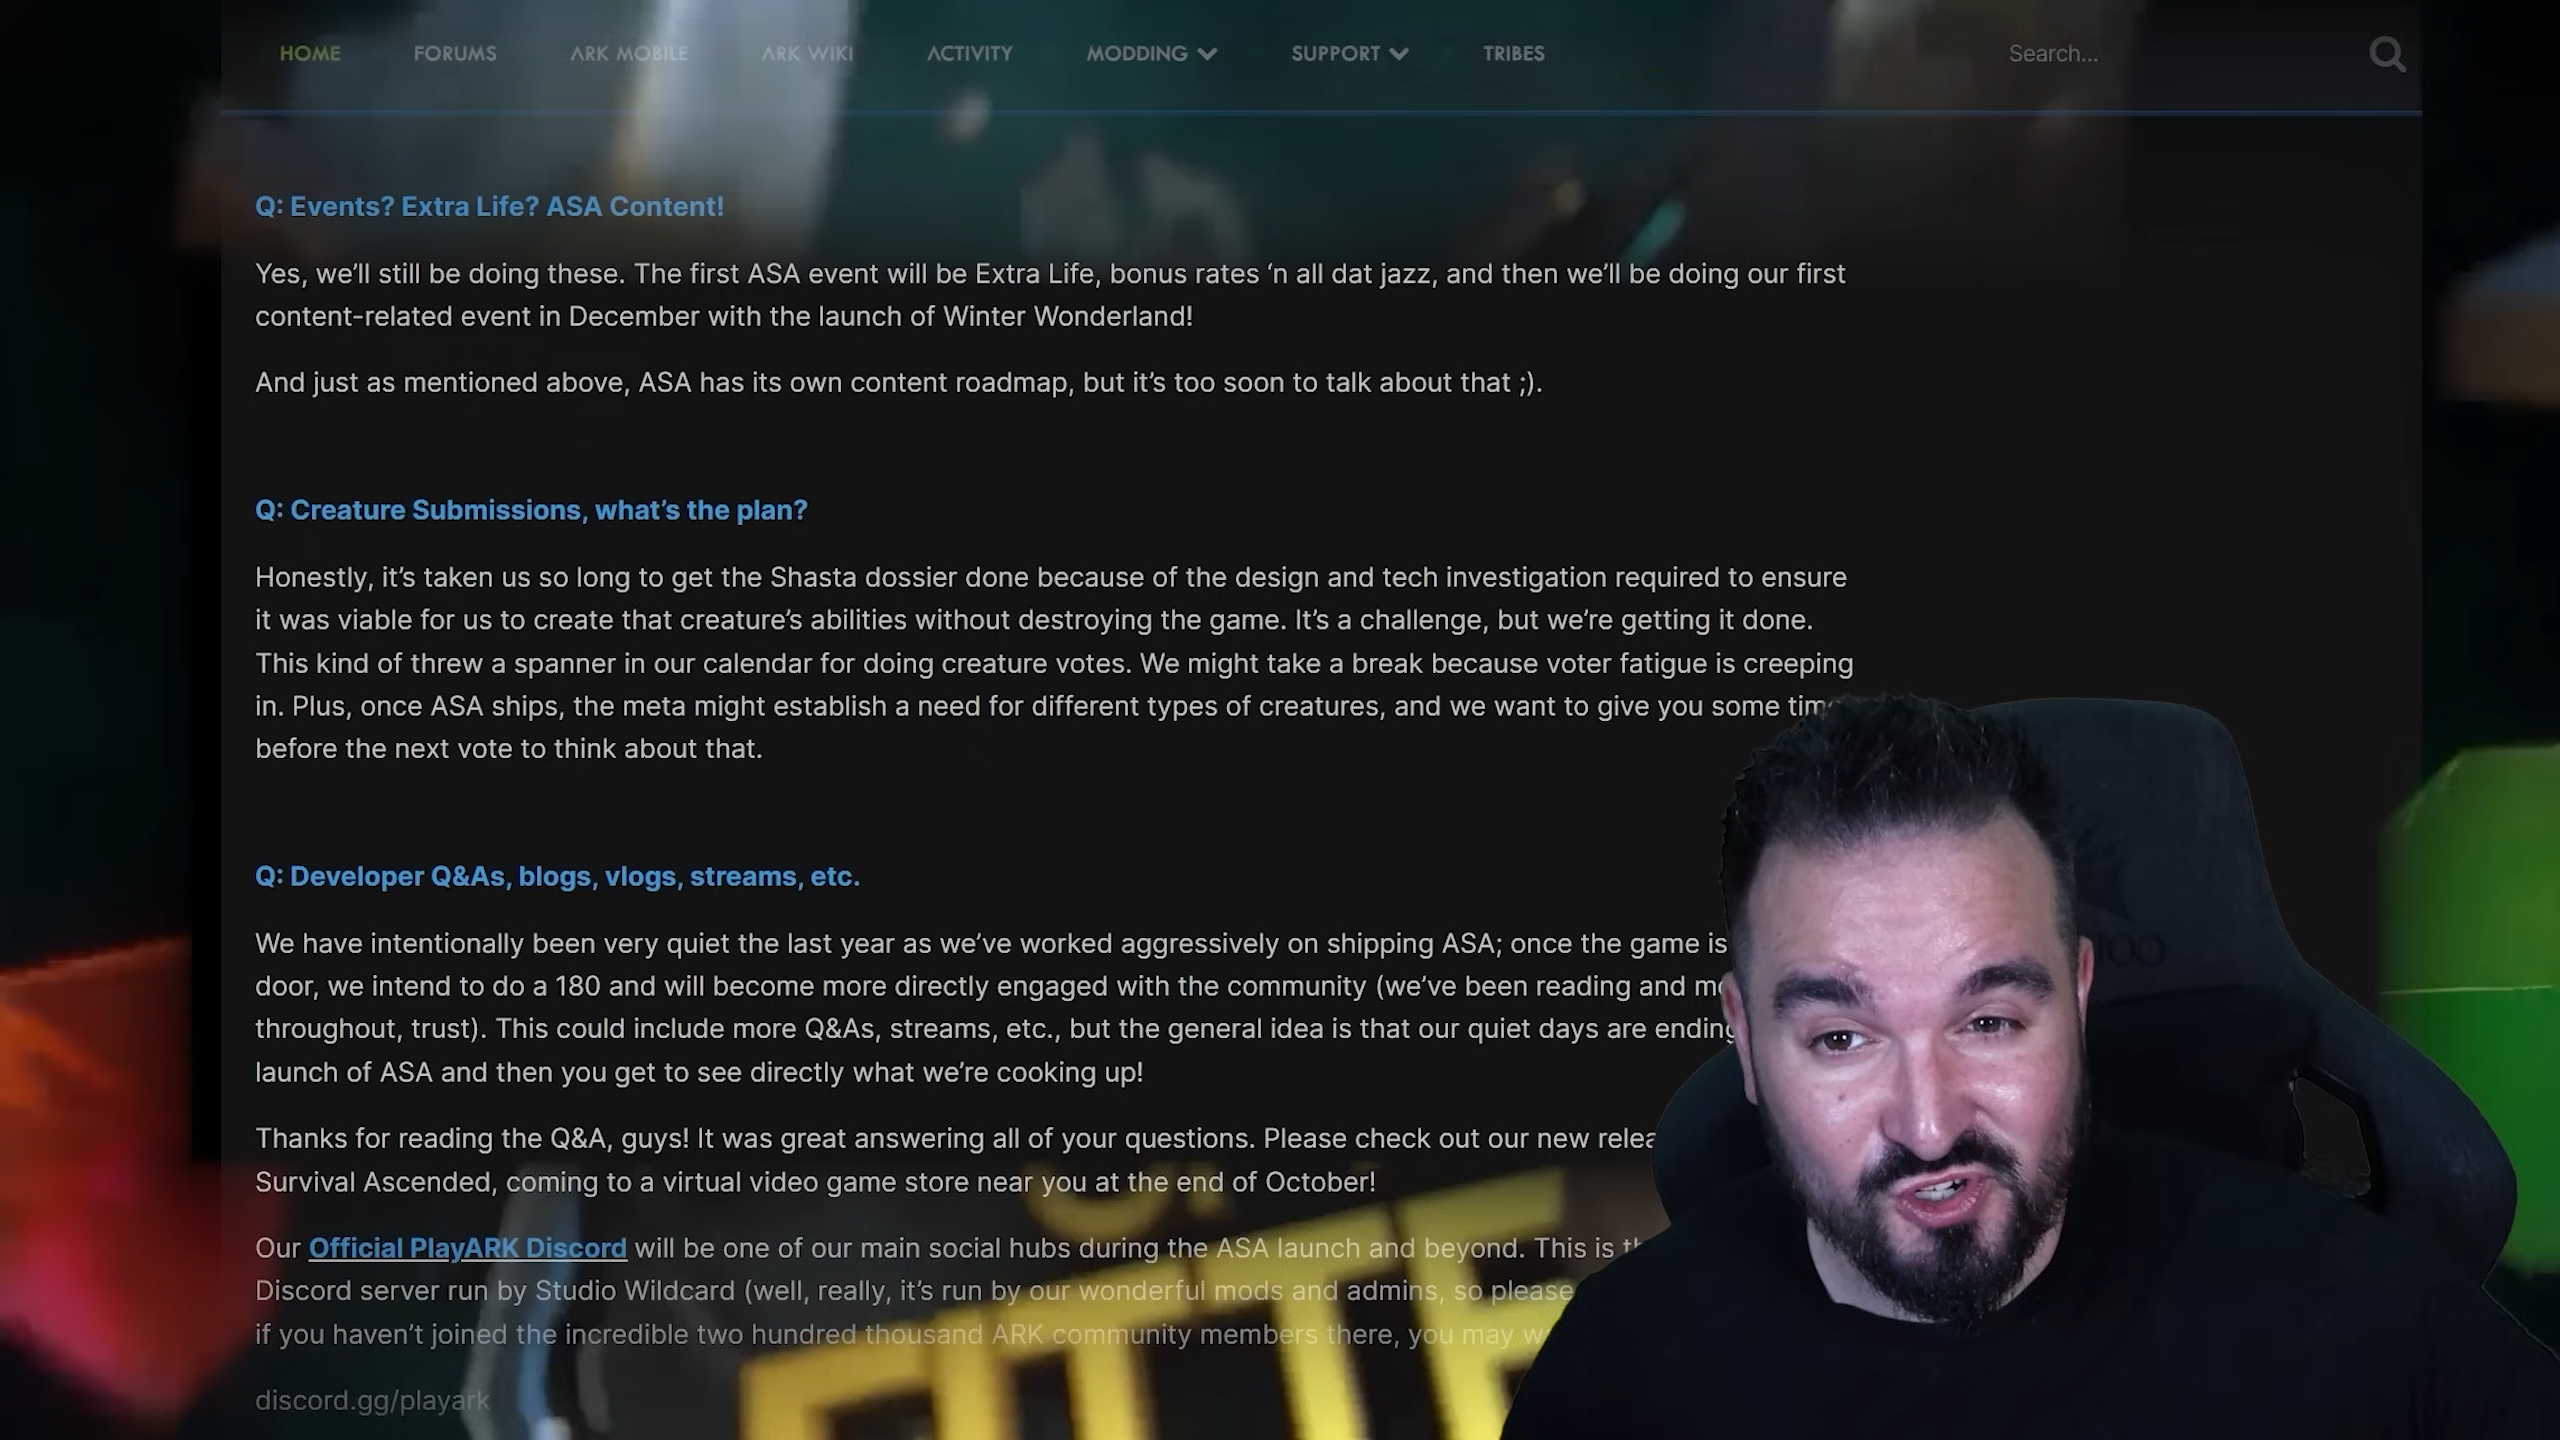 HOME FORUMS ARK MOBILE ARK WIKI ACTIVITY MODDING SUPPORT TRIBES Search...
Q: Events? Extra Life? ASA Content!
Yes, we’ll still be doing these. The first ASA event will be Extra Life, bonus rates ‘n all dat jazz, and then we’ll be doing our first
content-related event in December with the launch of Winter Wonderland!
And just as mentioned above, ASA has its own content roadmap, but it’s too soon to talk about that ;).
Q: Creature Submissions, what’s the plan?
Honestly, it’s taken us so long to get the Shasta dossier done because of the design and tech investigation required to ensure
it was viable for us to create that creature’s abilities without destroying the game. It’s a challenge, but we’re getting it done.
This kind of threw a spanner in our calendar for doing creature votes. We might take a break because voter fatigue is creeping
in. Plus, once ASA ships, the meta might establish a need for different types of creatures, and we want to give you some
before the next vote to think about that.
Q: Developer Q&As, blogs, vlogs, streams, etc.
We have intentionally been very quiet the last year as we’ve worked aggressively on shipping ASA; once the game is
door, we intend to do a 180 and will become more directly engaged with the community (we’ve been reading and
throughout, trust). This could include more Q&As, streams, etc., but the general idea is that our quiet days are ending
launch of ASA and then you get to see directly what we’re cooking up!
Thanks for reading the Q&A, guys! It was great answering all of your questions. Please check out our new
Survival Ascended, coming to a virtual video game store near you at the end of October!
Our Official PlayARK Discord will be one of our main social hubs during the ASA launch and beyond. This is
Discord server run by Studio Wildcard (well, really, it’s run by our wonderful mods and admins, so please
if you haven’t joined the incredible two hundred thousand ARK community members there, you may
discord.gg/playark